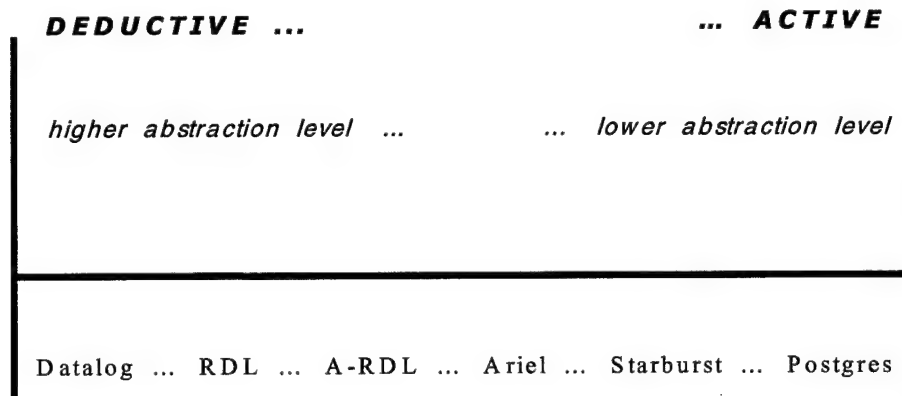 DEDUCTIVE ... ... ACTIVE
higher abstraction level ... ... lower abstraction level
Datalog ... RDL ... A-RDL ... Ariel ... Starburst ... Postgres